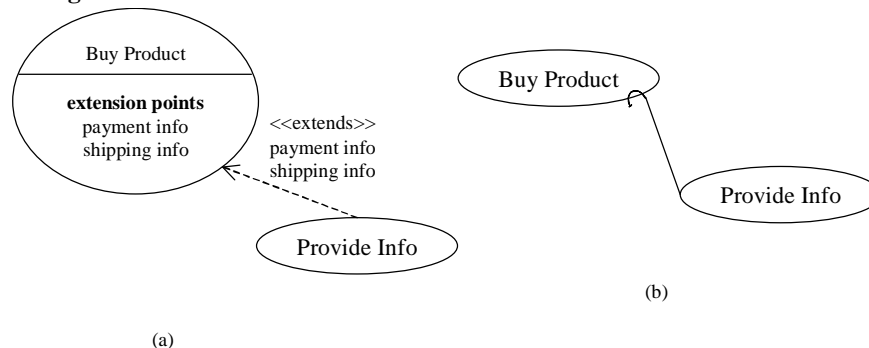 Buy Product
extension points
payment info
shipping info
<<extends>>
payment info
shipping info
Provide Info
(a)
Buy Product
Provide Info
(b)